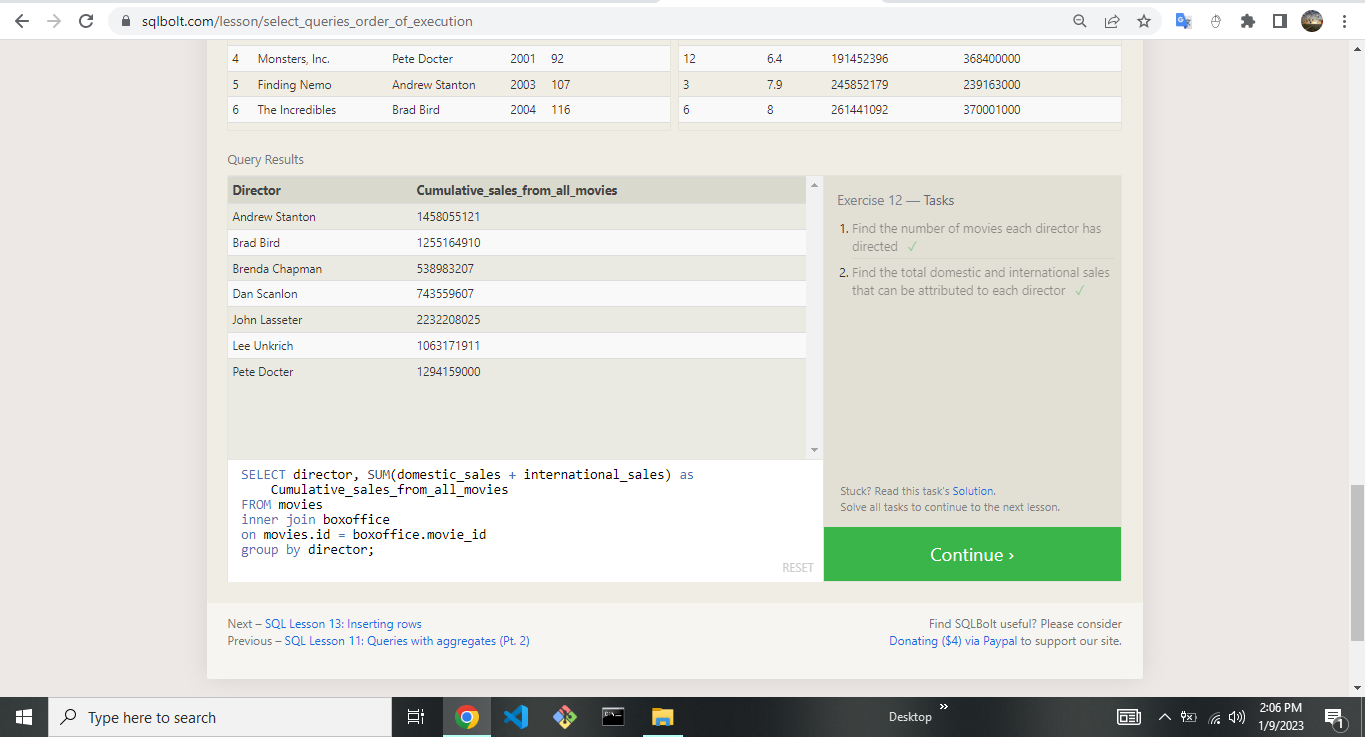 sqlbolt.com/lesson/select_queries_order_of_execution
4 Monsters, Inc. Pete Docter 2001 92 12 6.4 191452396 368400000
5 Finding Nemo Andrew Stanton 2003 107 3 7.9 245852179 239163000
6 The Incredibles Brad Bird 2004 116 6 8 261441092 370001000
Query Results
Director Cumulative_sales_from_all_movies
Andrew Stanton 1458055121
Brad Bird 1255164910
Brenda Chapman 538983207
Dan Scanlon 743559607
John Lasseter 2232208025
Lee Unkrich 1063171911
Pete Docter 1294159000
Exercise 12 — Tasks
1. Find the number of movies each director has
directed ✓
2. Find the total domestic and international sales
that can be attributed to each director ✓
Stuck? Read this task's Solution.
Solve all tasks to continue to the next lesson.
Continue ›
SELECT director, SUM(domestic_sales + international_sales) as
Cumulative_sales_from_all_movies
FROM movies
inner join boxoffice
on movies.id = boxoffice.movie_id
group by director;
RESET
Next – SQL Lesson 13: Inserting rows
Previous – SQL Lesson 11: Queries with aggregates (Pt. 2)
Find SQLBolt useful? Please consider
Donating ($4) via Paypal to support our site.
Type here to search
Desktop »
2:06 PM
1/9/2023
1